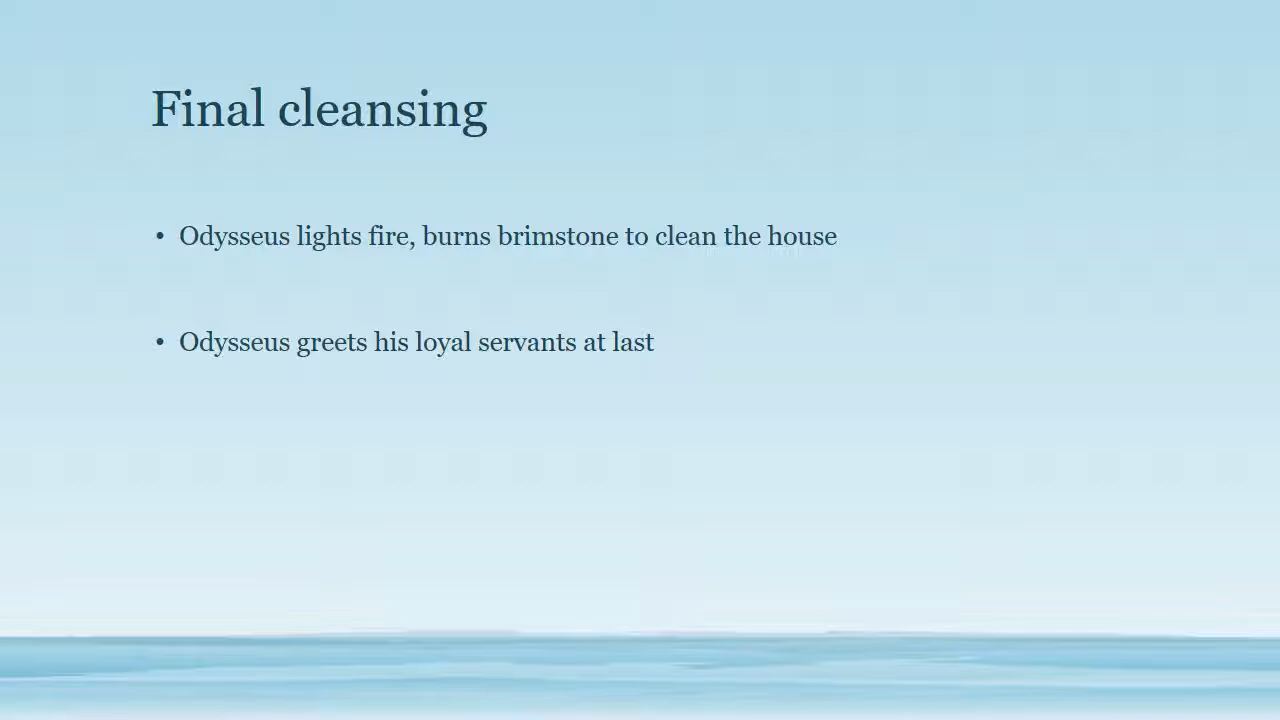 Final cleansing
• Odysseus lights fire, burns brimstone to clean the house
• Odysseus greets his loyal servants at last